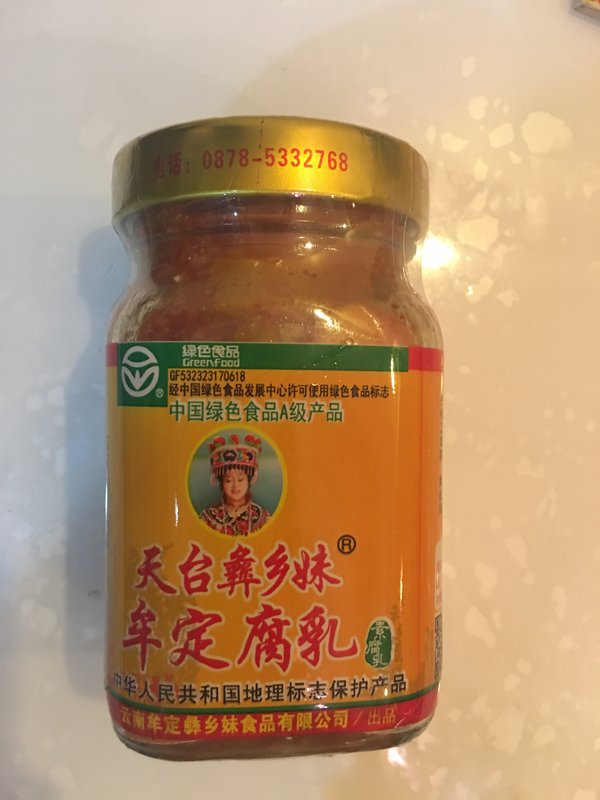 电话：0878-5332768
绿色食品
Greenfood
GF532323170618
经中国绿色食品发展中心许可使用绿色食品标志
中国绿色食品A级产品
天台彝乡妹®
牟定腐乳
素腐乳
中华人民共和国地理标志保护产品
云南牟定彝乡妹食品有限公司/出品